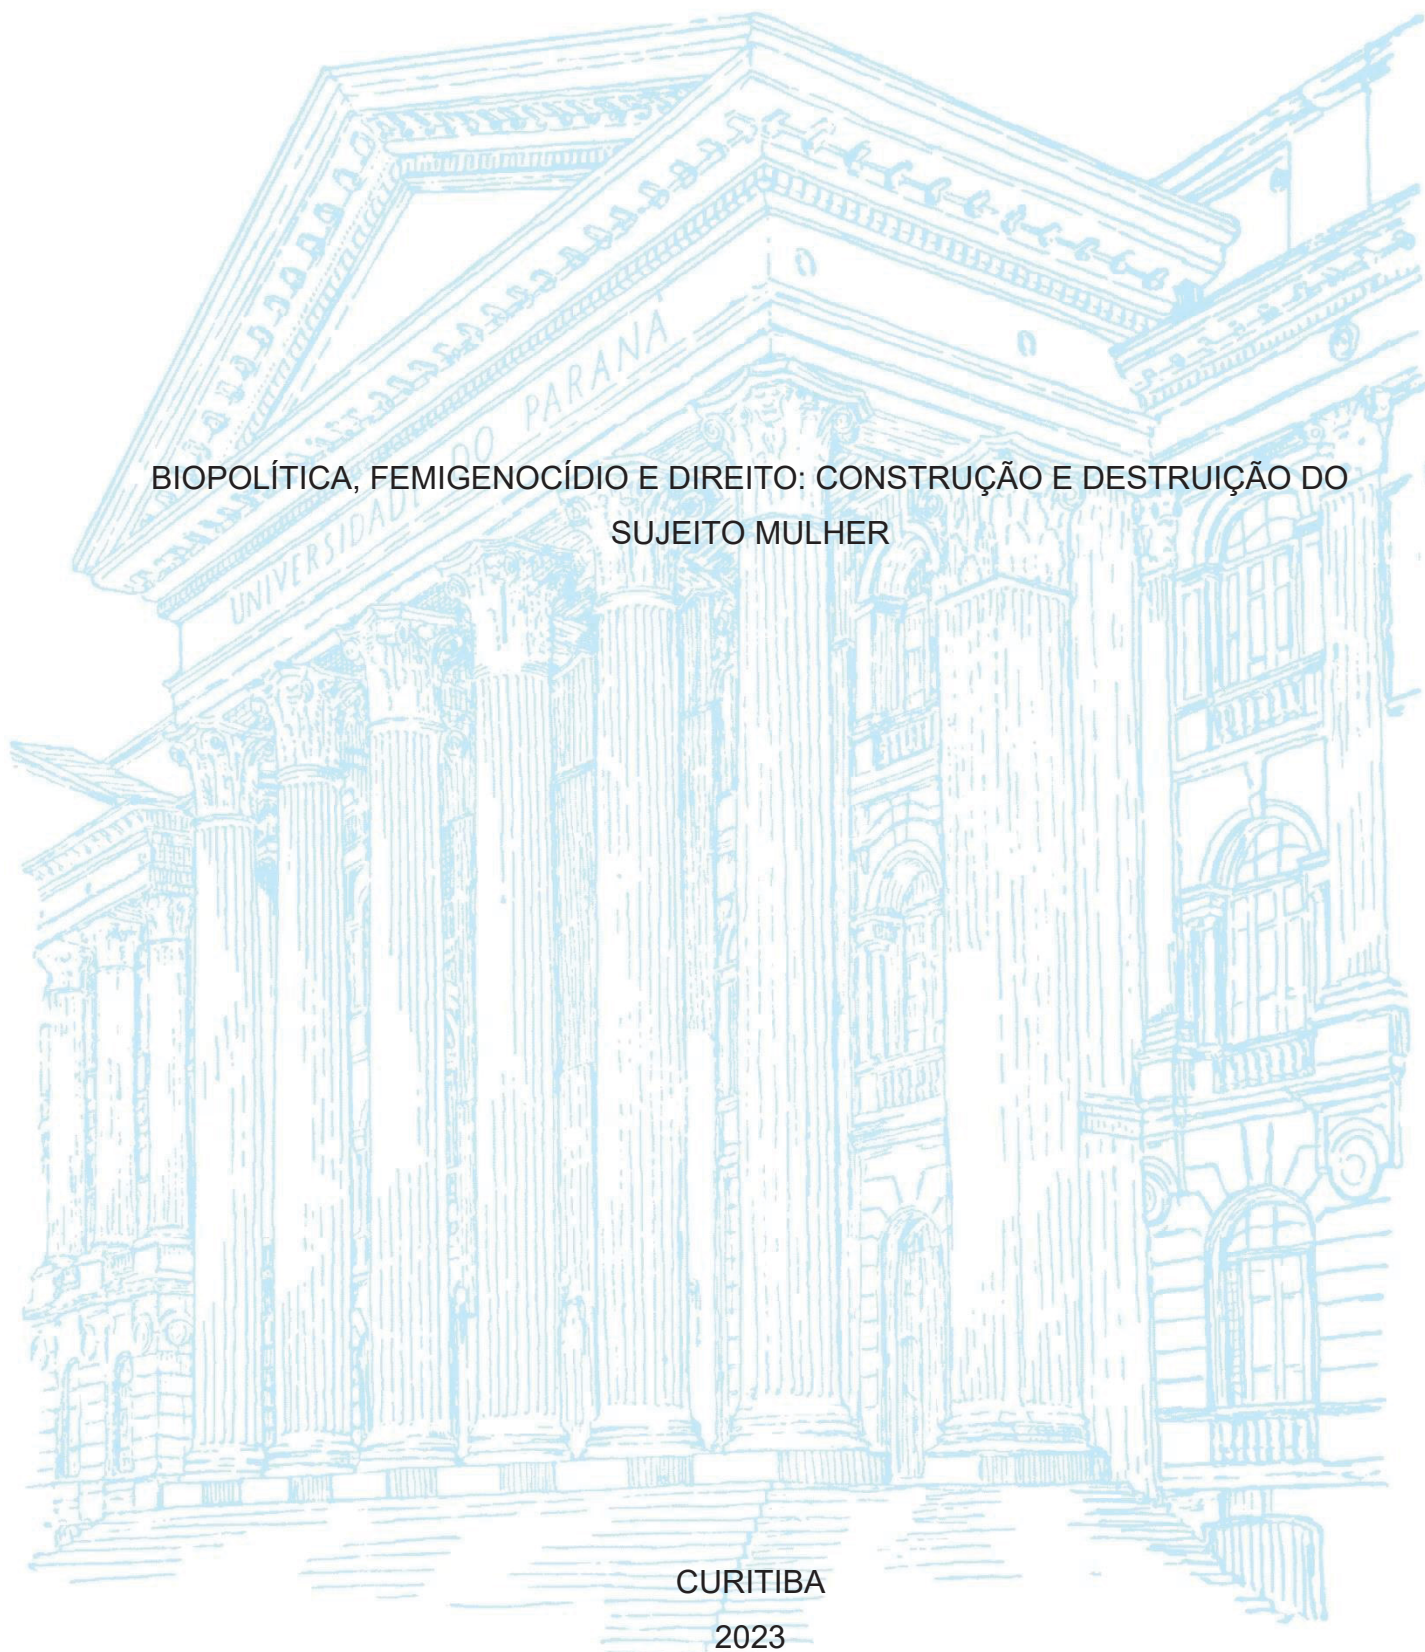 UNIVERSIDADE DO PARANÁ
BIOPOLÍTICA, FEMIGENOCÍDIO E DIREITO: CONSTRUÇÃO E DESTRUIÇÃO DO
SUJEITO MULHER
CURITIBA
2023